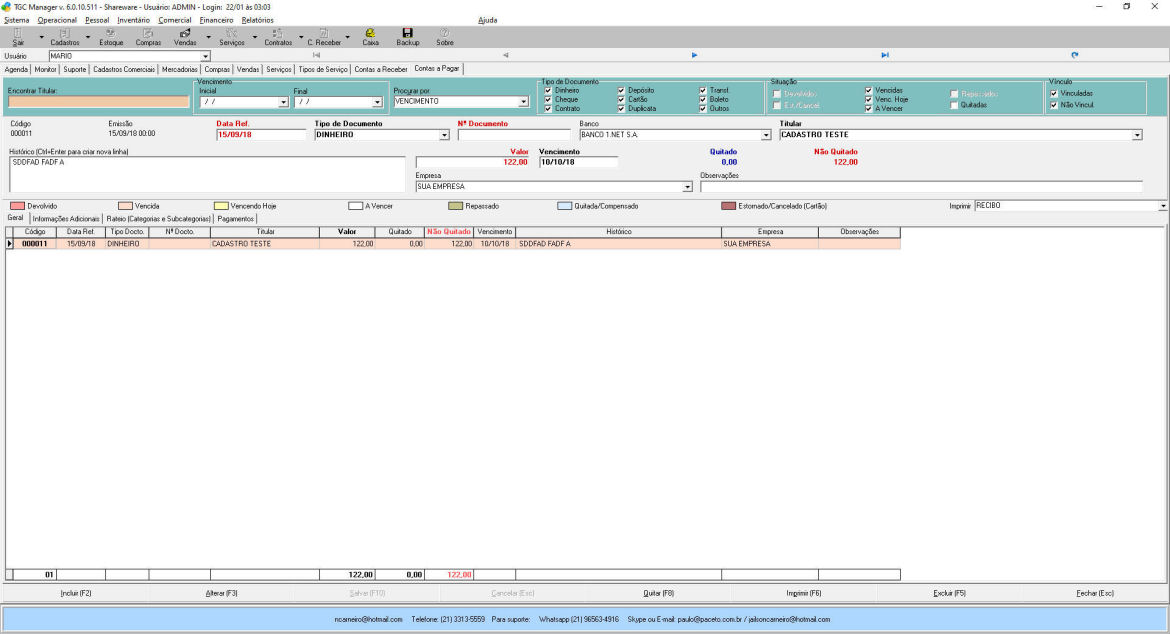 TGC Manager v. 6.0.10.511 - Shareware - Usuário: ADMIN - Login: 22/01 às 03:03
Sistema Operacional Pessoal Inventário Comercial Financeiro Relatórios Ajuda
Sair Cadastros Estoque Compras Vendas Serviços Contratos C. Receber Caixa Backup Sobre
Usuário MARIO
Agenda Monitor Suporte Cadastros Comerciais Mercadorias Compras Vendas Serviços Tipos de Serviço Contas a Receber Contas a Pagar
Vencimento Tipo de Documento Situação Vínculo
Encontrar Titular: Inicial Final Procurar por Dinheiro Depósito Transf. Devolvidos Vencidas Repassados Vinculadas
/ / / / VENCIMENTO Cheque Cartão Boleto Est./Cancel. Venc. Hoje Quitadas Não Vincul.
Contrato Duplicata Outros A Vencer
Código Emissão Data Ref. Tipo de Documento Nº Documento Banco Titular
000011 15/09/18 00:00 15/09/18 DINHEIRO BANCO 1.NET S.A. CADASTRO TESTE
Histórico (Ctrl+Enter para criar nova linha) Valor Vencimento Quitado Não Quitado
SDDFAD FADF A 122,00 10/10/18 0,00 122,00
Empresa Observações
SUA EMPRESA
Devolvido Vencida Vencendo Hoje A Vencer Repassado Quitada/Compensado Estornado/Cancelado (Cartão) Imprimir RECIBO
Geral Informações Adicionais Rateio (Categorias e Subcategorias) Pagamentos
Código Data Ref. Tipo Docto. Nº Docto. Titular Valor Quitado Não Quitado Vencimento Histórico Empresa Observações
000011 15/09/18 DINHEIRO CADASTRO TESTE 122,00 0,00 122,00 10/10/18 SDDFAD FADF A SUA EMPRESA
01 122,00 0,00 122,00
Incluir (F2) Alterar (F3) Salvar (F10) Cancelar (Esc) Quitar (F8) Imprimir (F6) Excluir (F5) Fechar (Esc)
ncarneiro@hotmail.com Telefone: (21) 3313-5559 Para suporte: Whatsapp (21) 96563-4916 Skype ou E-mail: paulo@paceto.com.br / jailsoncarneiro@hotmail.com